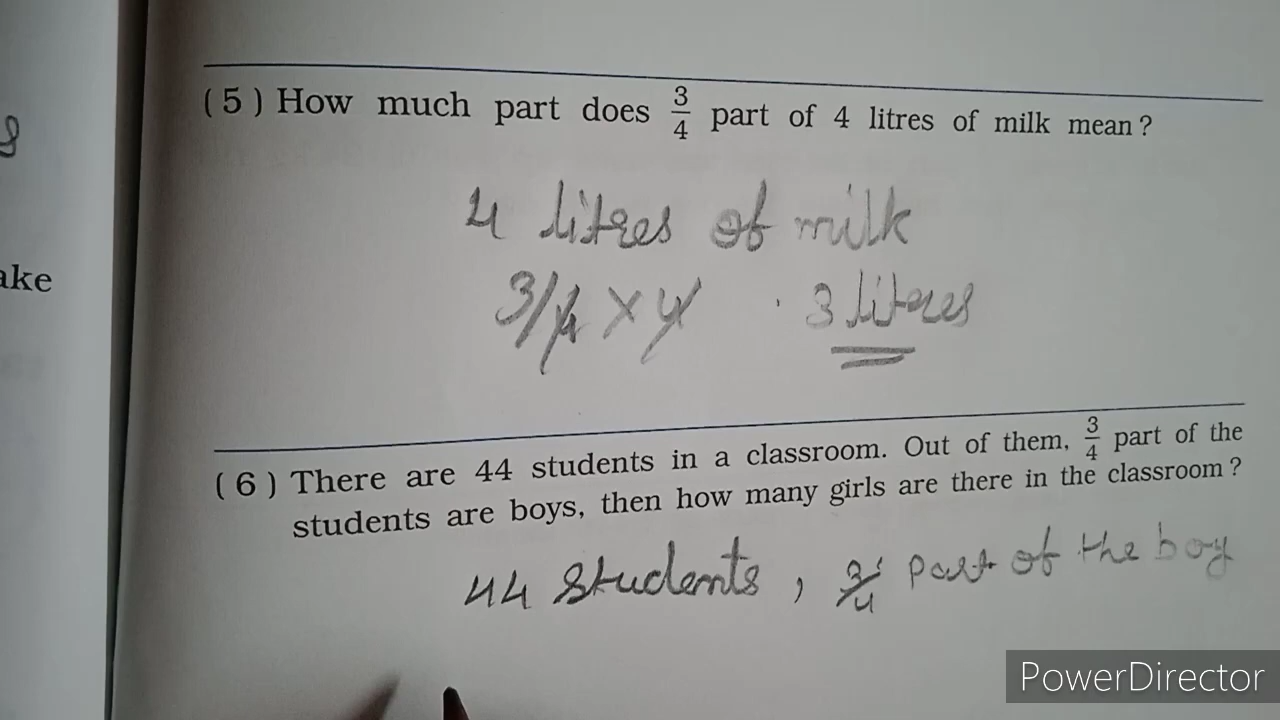 (5) How much part does 3/4 part of 4 litres of milk mean?
4 litres of milk
3/4 x 4 3 litres
ake
(6) There are 44 students in a classroom. Out of them, 3/4 part of the
students are boys, then how many girls are there in the classroom?
44 students, 3/4 part of the boy
PowerDirector